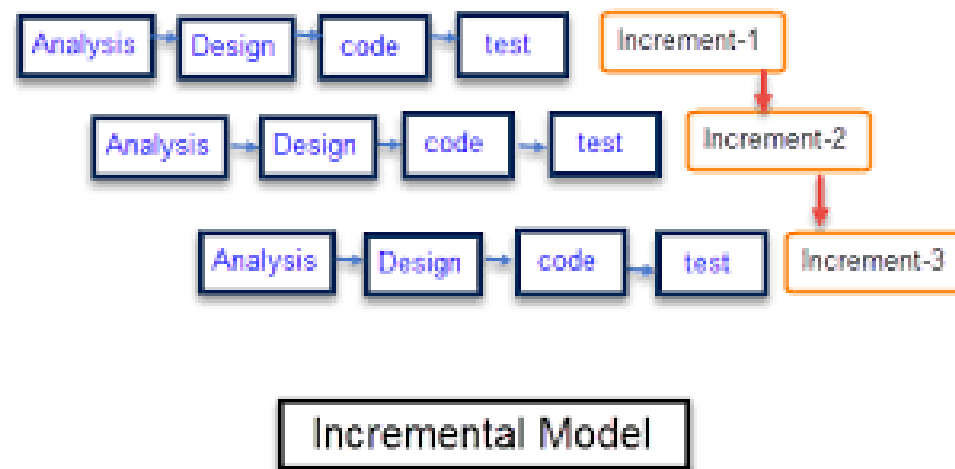 Analysis Design code test Increment-1
Analysis Design code test Increment-2
Analysis Design code test Increment-3
Incremental Model